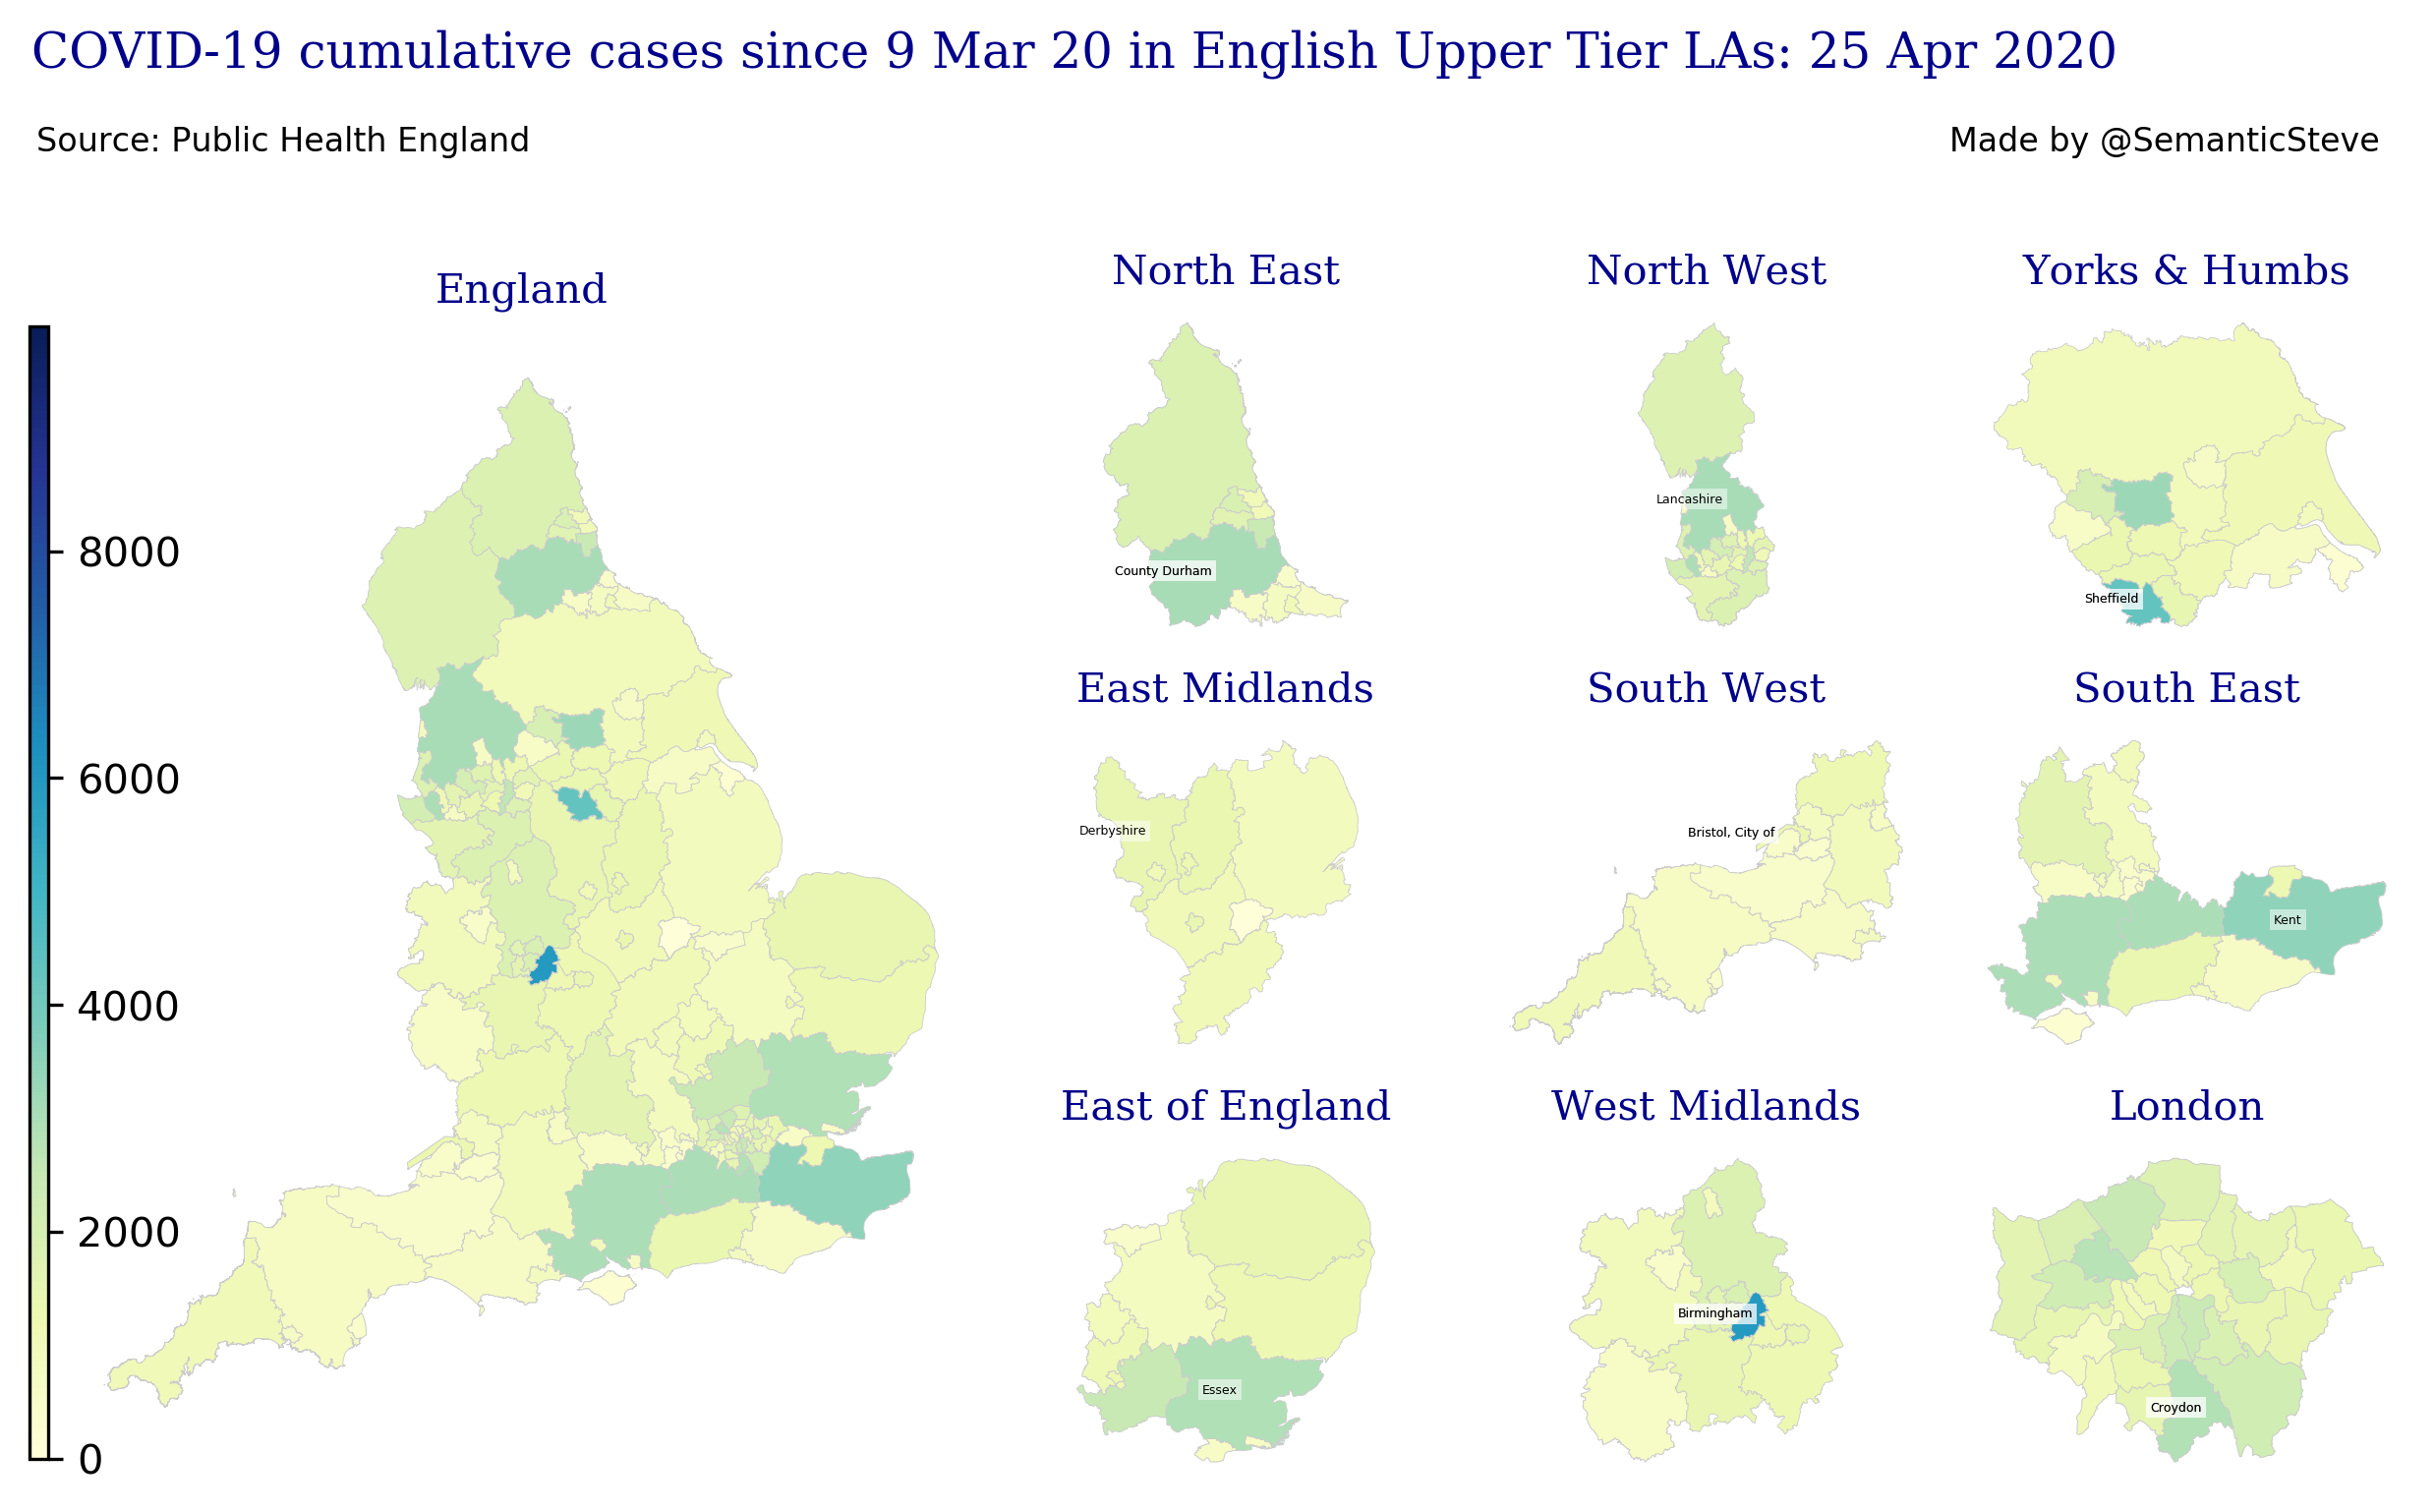 COVID-19 cumulative cases since 9 Mar 20 in English Upper Tier LAs: 25 Apr 2020
Source: Public Health England
Made by @SemanticSteve
England
8000
6000
4000
2000
0
North East
County Durham
North West
Lancashire
Yorks & Humbs
Sheffield
East Midlands
Derbyshire
South West
Bristol, City of
South East
Kent
East of England
Essex
West Midlands
Birmingham
London
Croydon